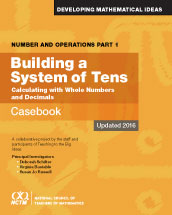 DEVELOPING MATHEMATICAL IDEAS
NUMBER AND OPERATIONS PART 1
Building a
System of Tens
Calculating with Whole Numbers
and Decimals
Casebook
Updated 2016
A collaborative project by the staff and
participants of Teaching to the Big
Ideas
Principal Investigators
Deborah Schifter
Virginia Bastable
Susan Jo Russell
NCTM
NATIONAL COUNCIL OF
TEACHERS OF MATHEMATICS